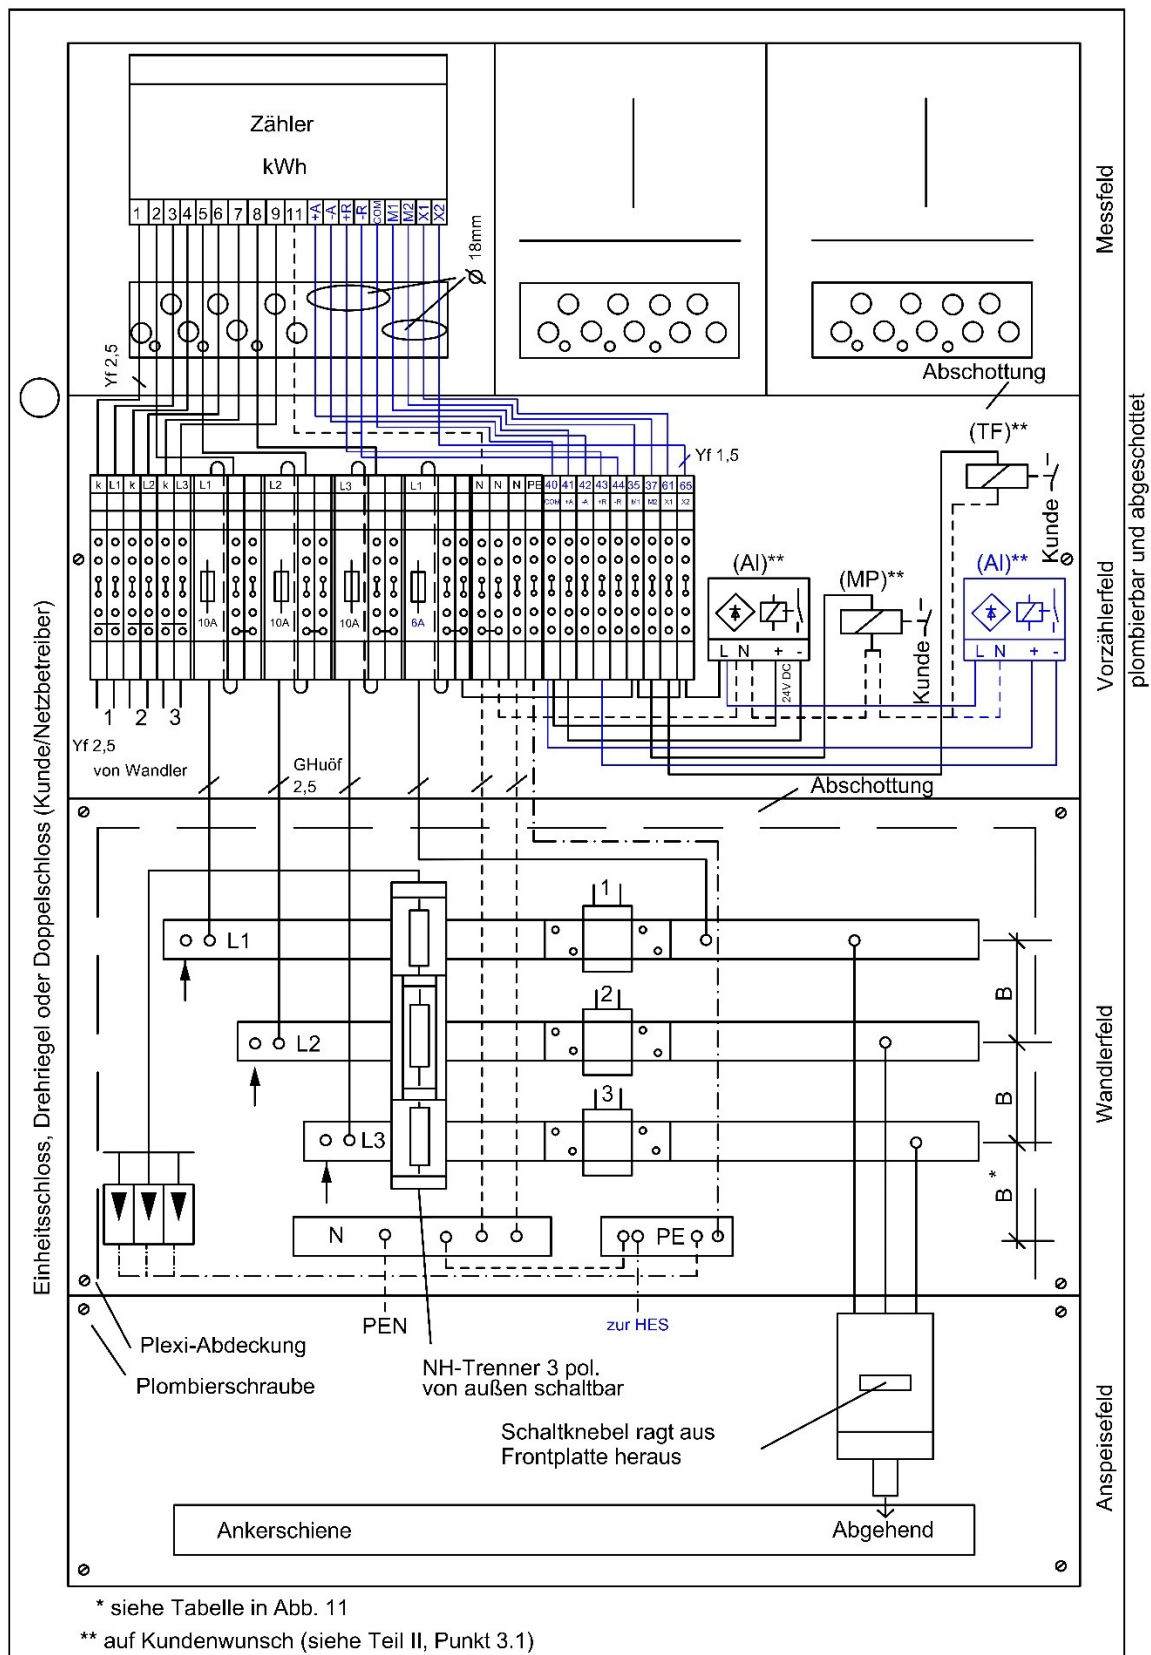 Zähler
kWh
1 2 3 4 5 6 7 8 9 11 +A -A +R -R COM M1 M2 X1 X2
18mm
Messfeld
Yf 2,5
Abschottung
(TF)**
Yf 1,5
Kunde
k L1 k L2 k L3 L1 L2 L3 L1 N N N PE 40 41 42 43 44 35 37 61 65
COM +A -A +R -R M1 M2 X1 X2
(AI)**
(MP)**
(AI)**
10A 10A 10A 6A
L N + -
24V DC
Kunde
L N + -
1 2 3
Yf 2,5
von Wandler
GHuöf
2,5
Vorzählerfeld
plombierbar und abgeschottet
Einheitsschloss, Drehriegel oder Doppelschloss (Kunde/Netzbetreiber)
Abschottung
1
L1
B
2
L2
B
3
L3
B*
Wandlerfeld
N
PE
PEN
zur HES
Plexi-Abdeckung
Plombierschraube
NH-Trenner 3 pol.
von außen schaltbar
Schaltknebel ragt aus
Frontplatte heraus
Anspeisefeld
Ankerschiene
Abgehend
* siehe Tabelle in Abb. 11
** auf Kundenwunsch (siehe Teil II, Punkt 3.1)